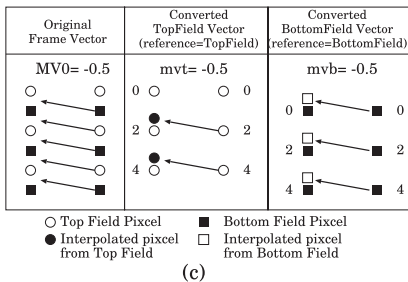 Original
Frame Vector
Converted
TopField Vector
(reference=TopField)
Converted
BottomField Vector
(reference=BottomField)
MV0= -0.5
mvt= -0.5
mvb= -0.5
0 0
2 2
4 4
0 0
2 2
4 4
Top Field Pixcel
Bottom Field Pixcel
Interpolated pixcel
from Top Field
Interpolated pixcel
from Bottom Field
(c)